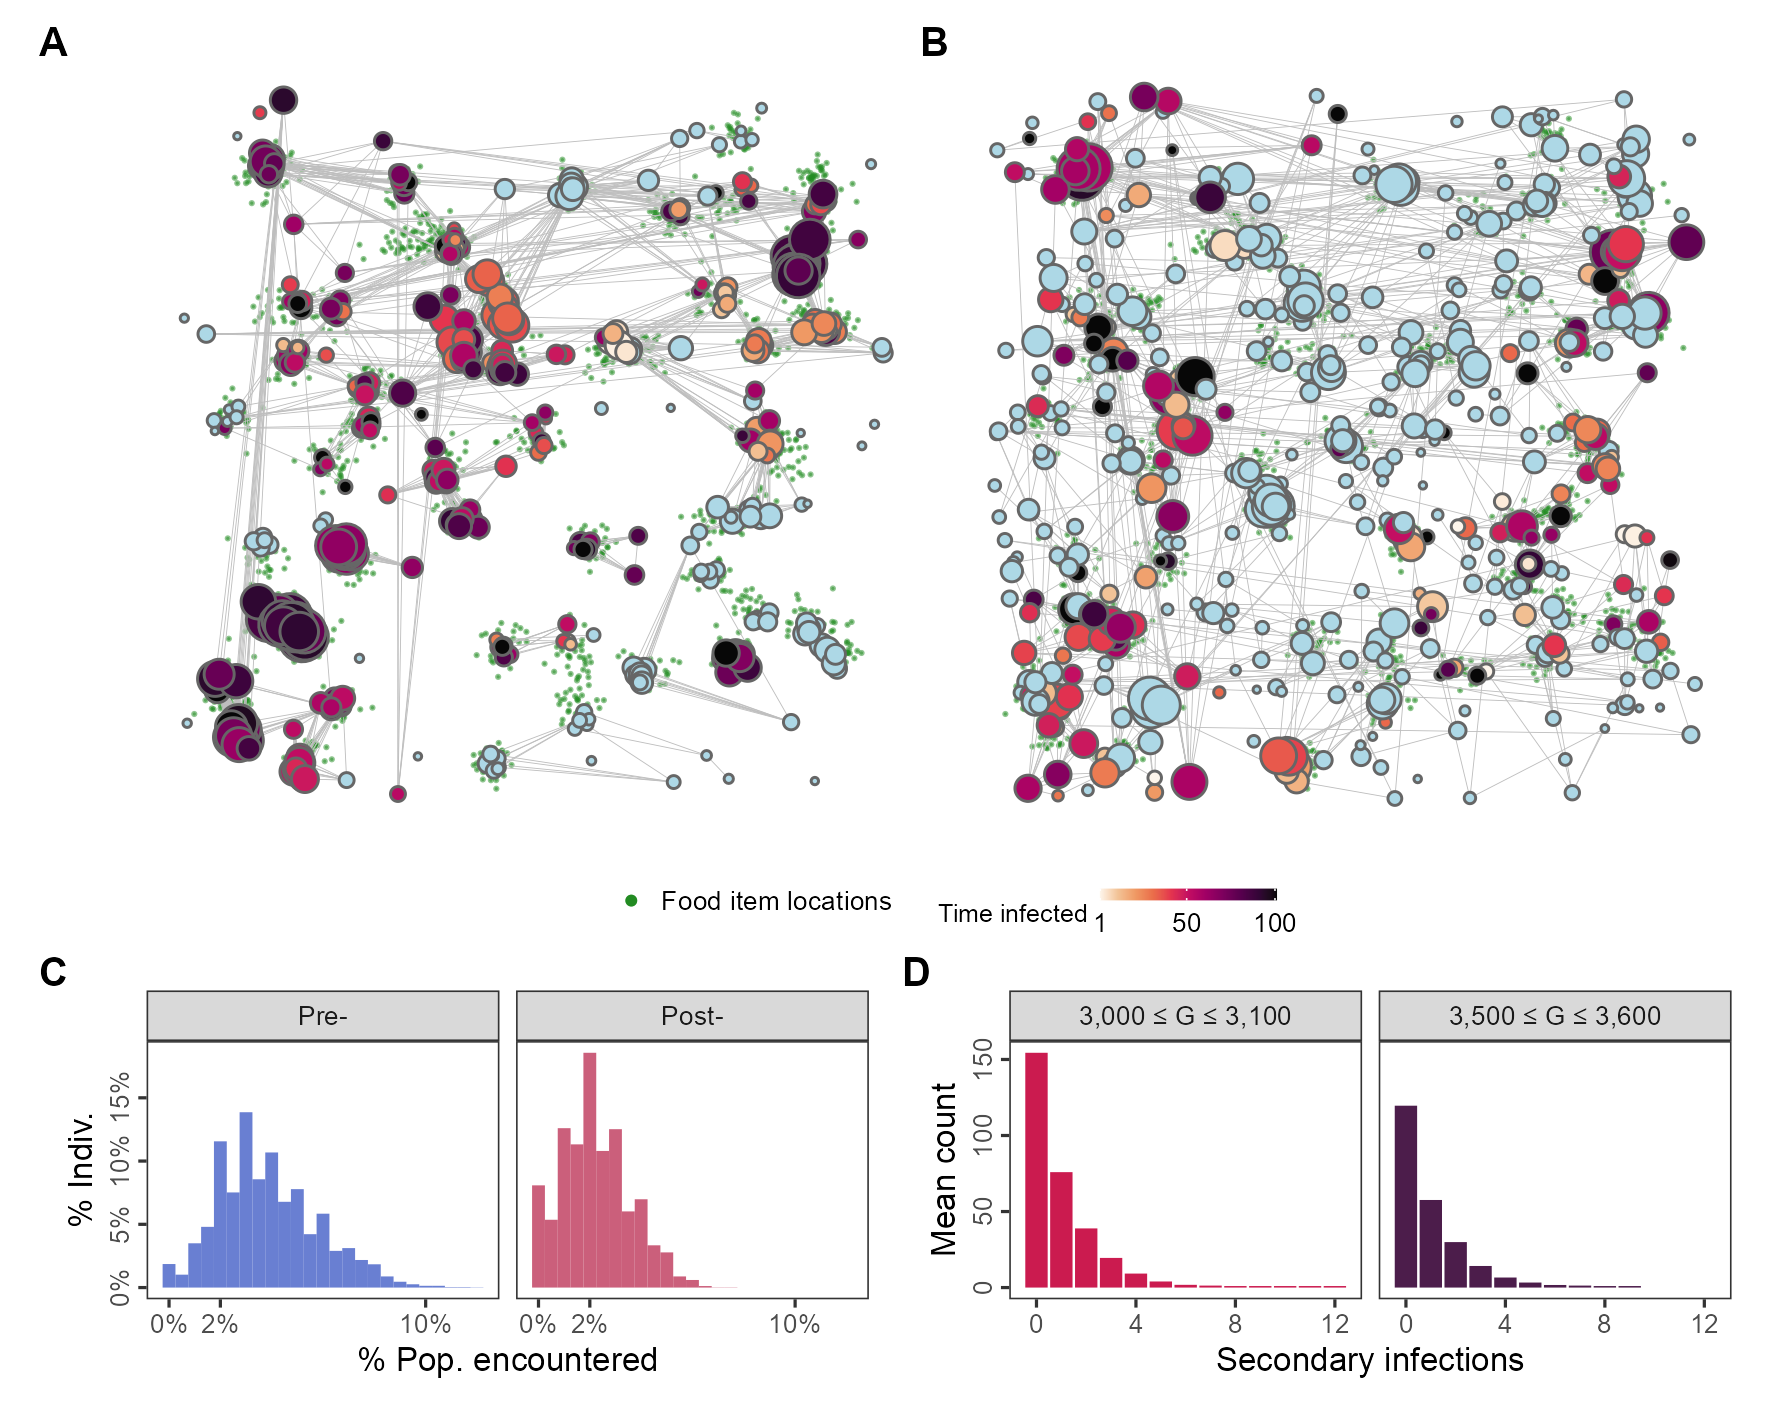 A
B
Food item locations
Time infected
1 50 100
C
D
Pre-
Post-
3,000 ≤ G ≤ 3,100
3,500 ≤ G ≤ 3,600
% Indiv.
0% 5% 10% 15%
Mean count
0 50 100 150
0% 2% 10%
0% 2% 10%
0 4 8 12
0 4 8 12
% Pop. encountered
Secondary infections